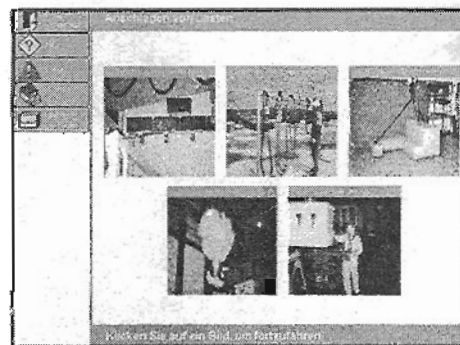 Anschlagen von Lasten
Klicken Sie auf ein Bild, um fortzufahren